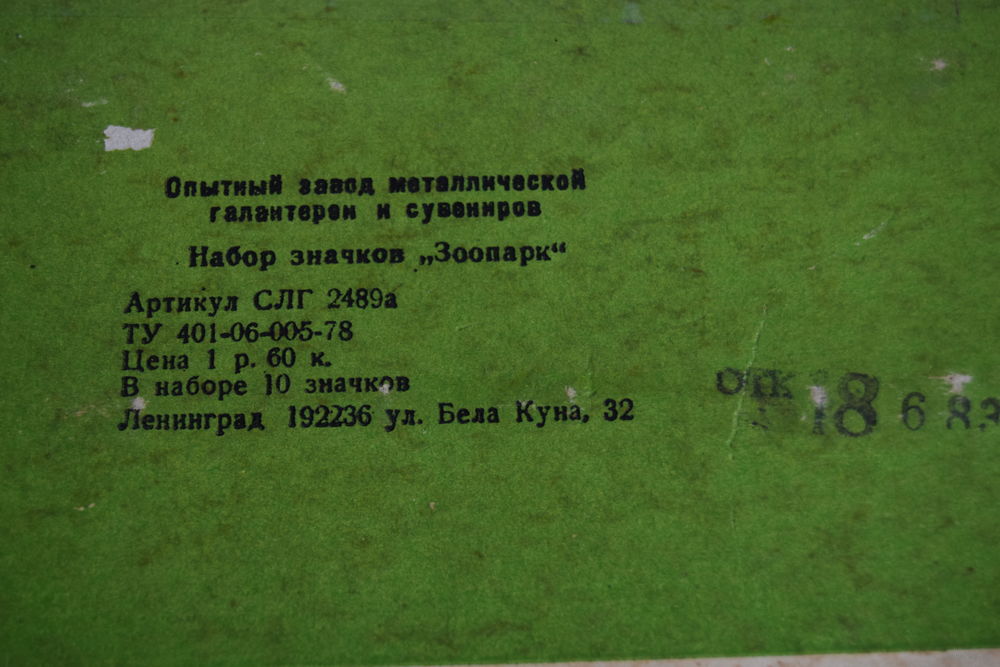 Опытный завод металлической
галантереи и сувениров
Набор значков „Зоопарк“
Артикул СЛГ 2489а
ТУ 401-06-005-78
Цена 1 р. 60 к.
В наборе 10 значков
Ленинград 192236 ул. Бела Куна, 32
ОТК 18 6 83